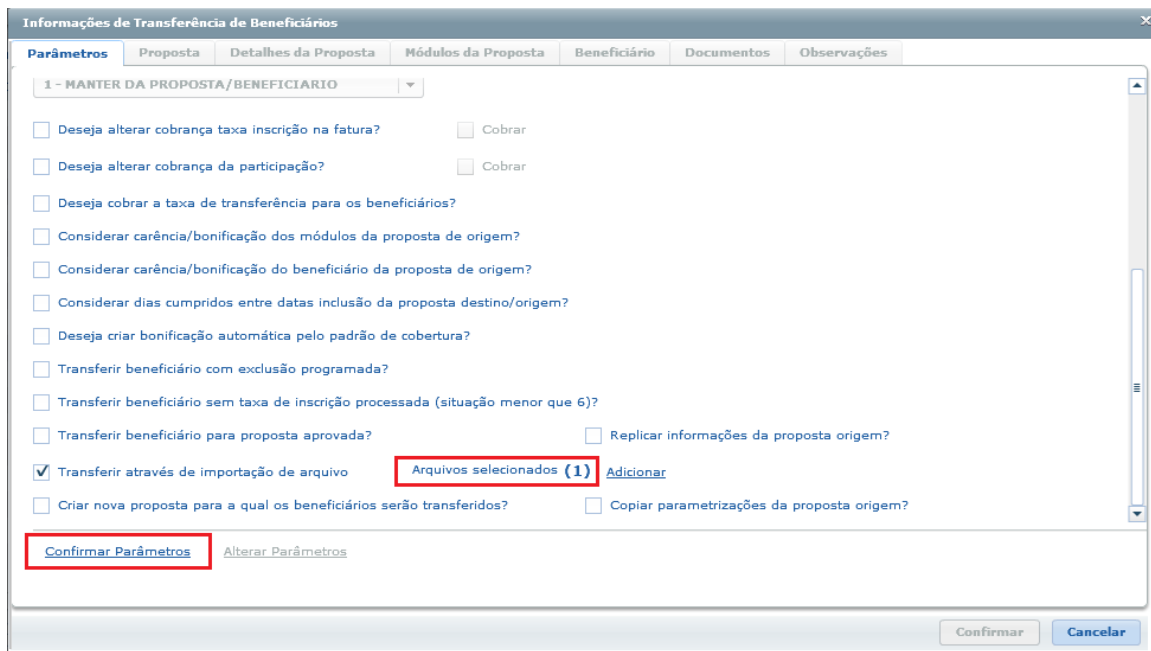 Informações de Transferência de Beneficiários
Parâmetros Proposta Detalhes da Proposta Módulos da Proposta Beneficiário Documentos Observações
1 - MANTER DA PROPOSTA/BENEFICIARIO
Deseja alterar cobrança taxa inscrição na fatura? Cobrar
Deseja alterar cobrança da participação? Cobrar
Deseja cobrar a taxa de transferência para os beneficiários?
Considerar carência/bonificação dos módulos da proposta de origem?
Considerar carência/bonificação do beneficiário da proposta de origem?
Considerar dias cumpridos entre datas inclusão da proposta destino/origem?
Deseja criar bonificação automática pelo padrão de cobertura?
Transferir beneficiário com exclusão programada?
Transferir beneficiário sem taxa de inscrição processada (situação menor que 6)?
Transferir beneficiário para proposta aprovada? Replicar informações da proposta origem?
Transferir através de importação de arquivo Arquivos selecionados (1) Adicionar
Criar nova proposta para a qual os beneficiários serão transferidos? Copiar parametrizações da proposta origem?
Confirmar Parâmetros Alterar Parâmetros
Confirmar Cancelar